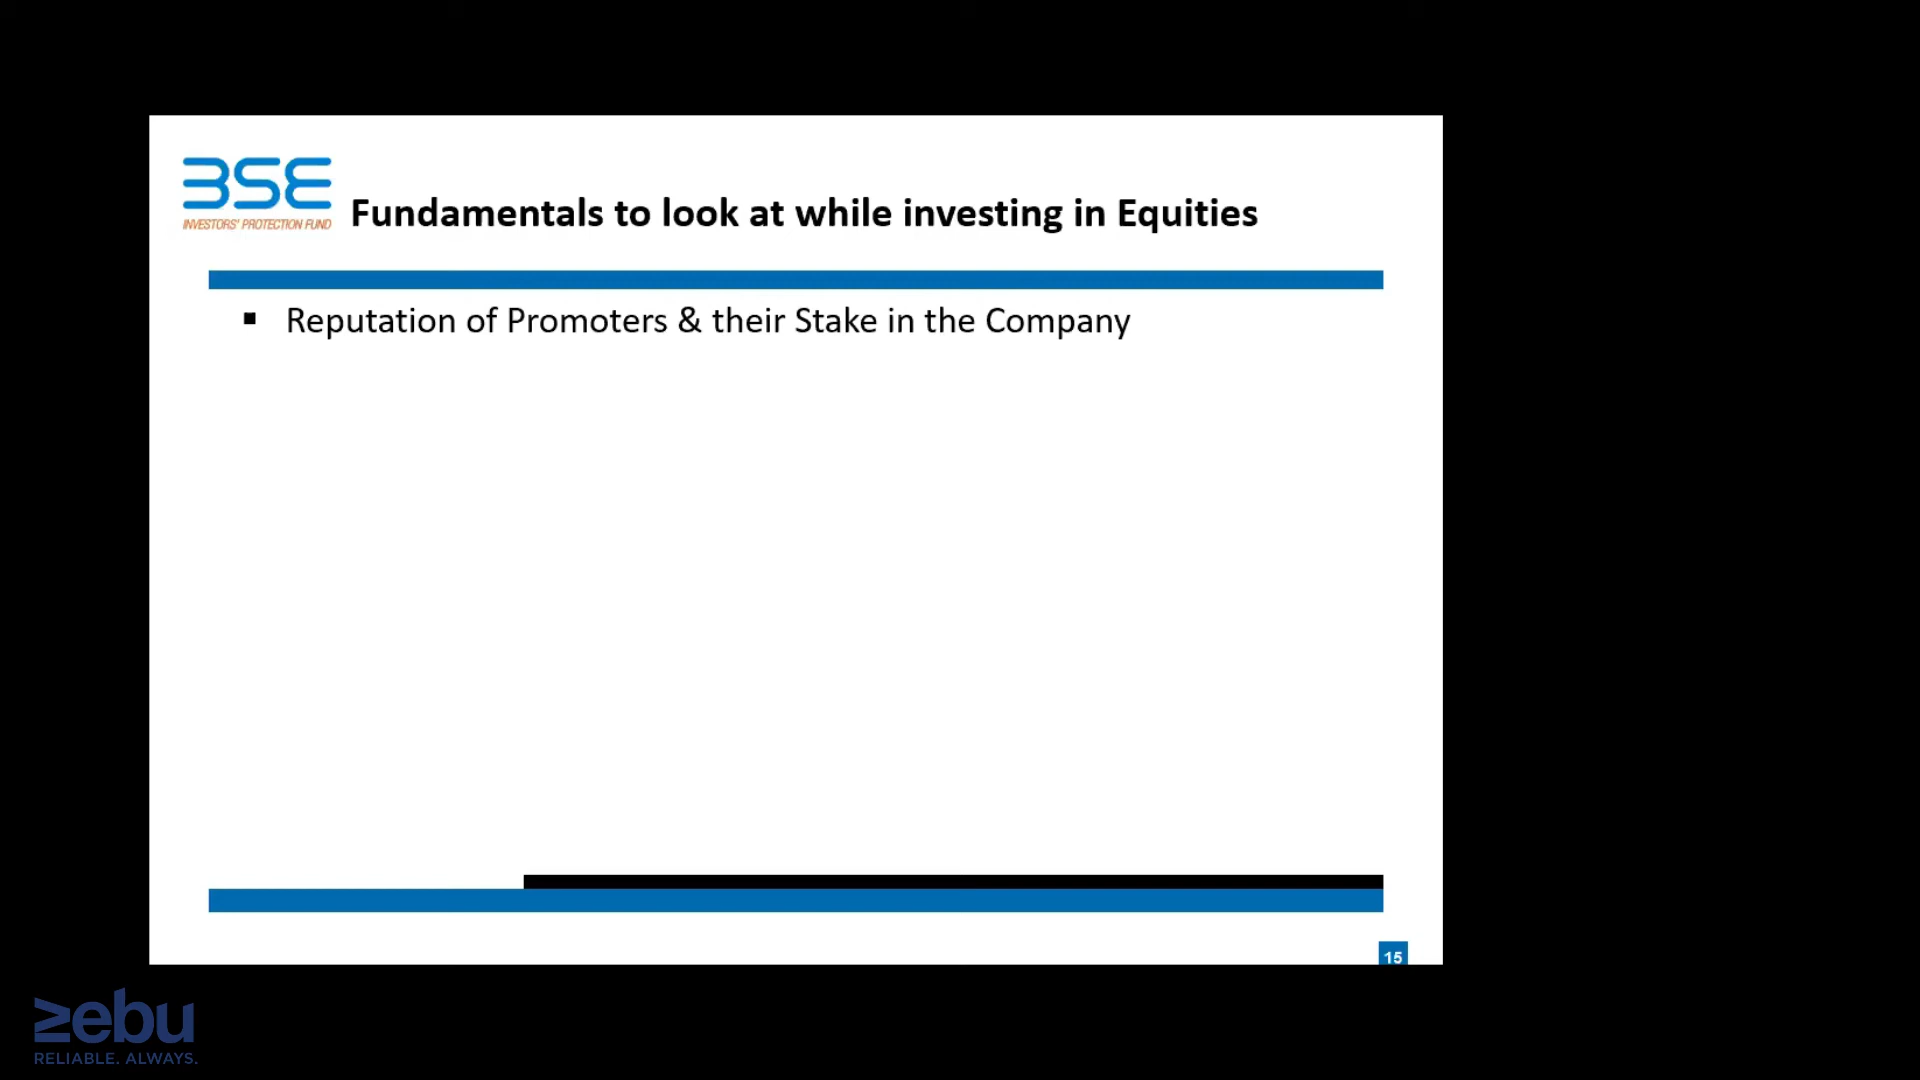 BSE
INVESTORS' PROTECTION FUND
Fundamentals to look at while investing in Equities
▪ Reputation of Promoters & their Stake in the Company
15
zebu
RELIABLE. ALWAYS.